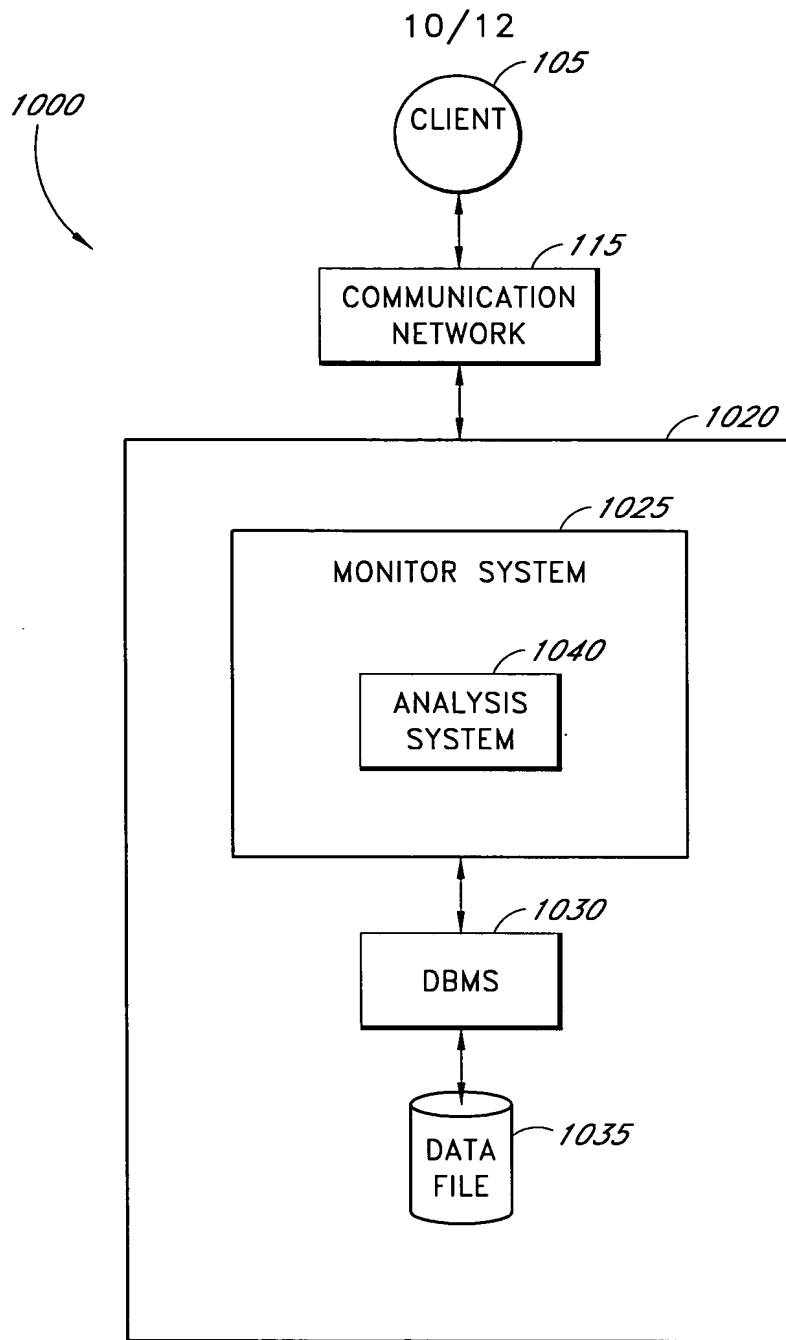 10/12
105
1000
CLIENT
115
COMMUNICATION
NETWORK
1020
1025
MONITOR SYSTEM
1040
ANALYSIS
SYSTEM
1030
DBMS
1035
DATA
FILE